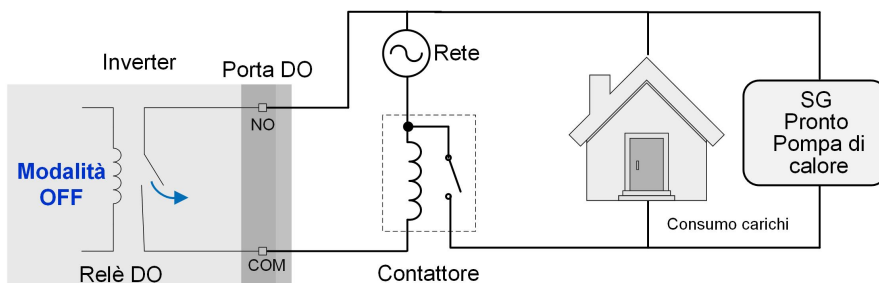 Inverter
Porta DO
Rete
NO
SG
Pronto
Pompa di
calore
Modalità
OFF
Consumo carichi
COM
Relè DO
Contattore